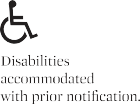 Disabilities
accommodated
with prior notification.